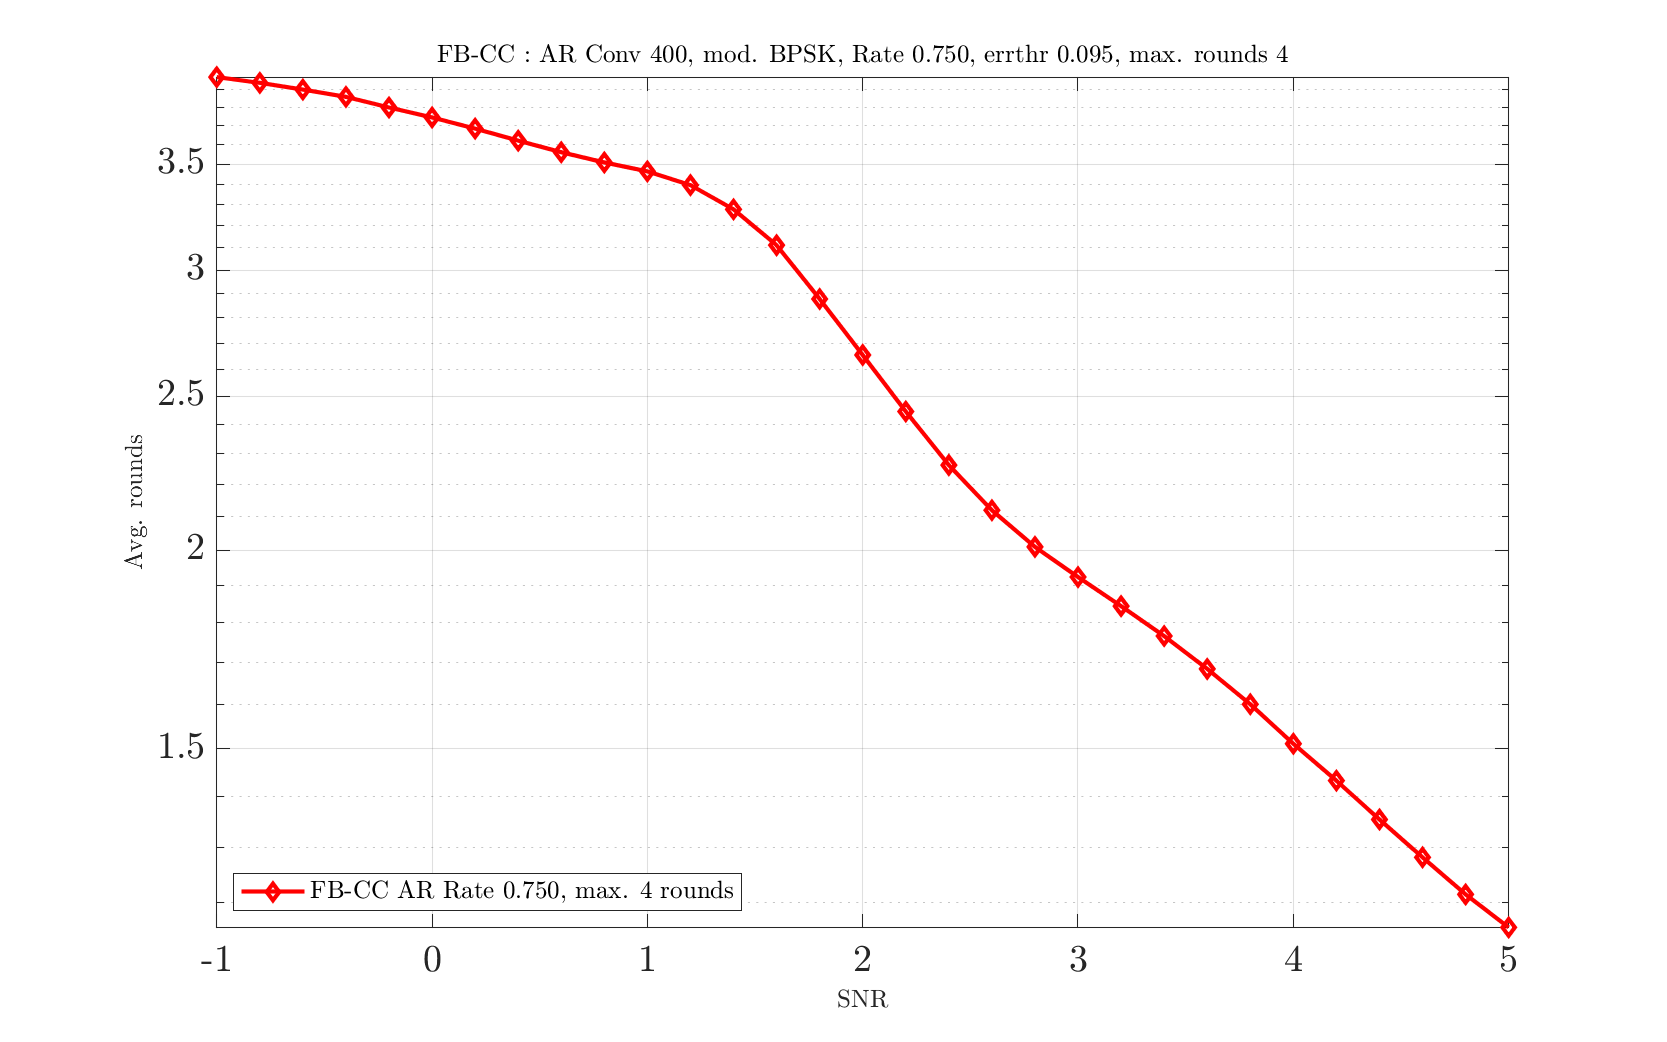 FB-CC : AR Conv 400, mod. BPSK, Rate 0.750, errthr 0.095, max. rounds 4
3.5
3
2.5
2
1.5
Avg. rounds
FB-CC AR Rate 0.750, max. 4 rounds
-1 0 1 2 3 4 5
SNR